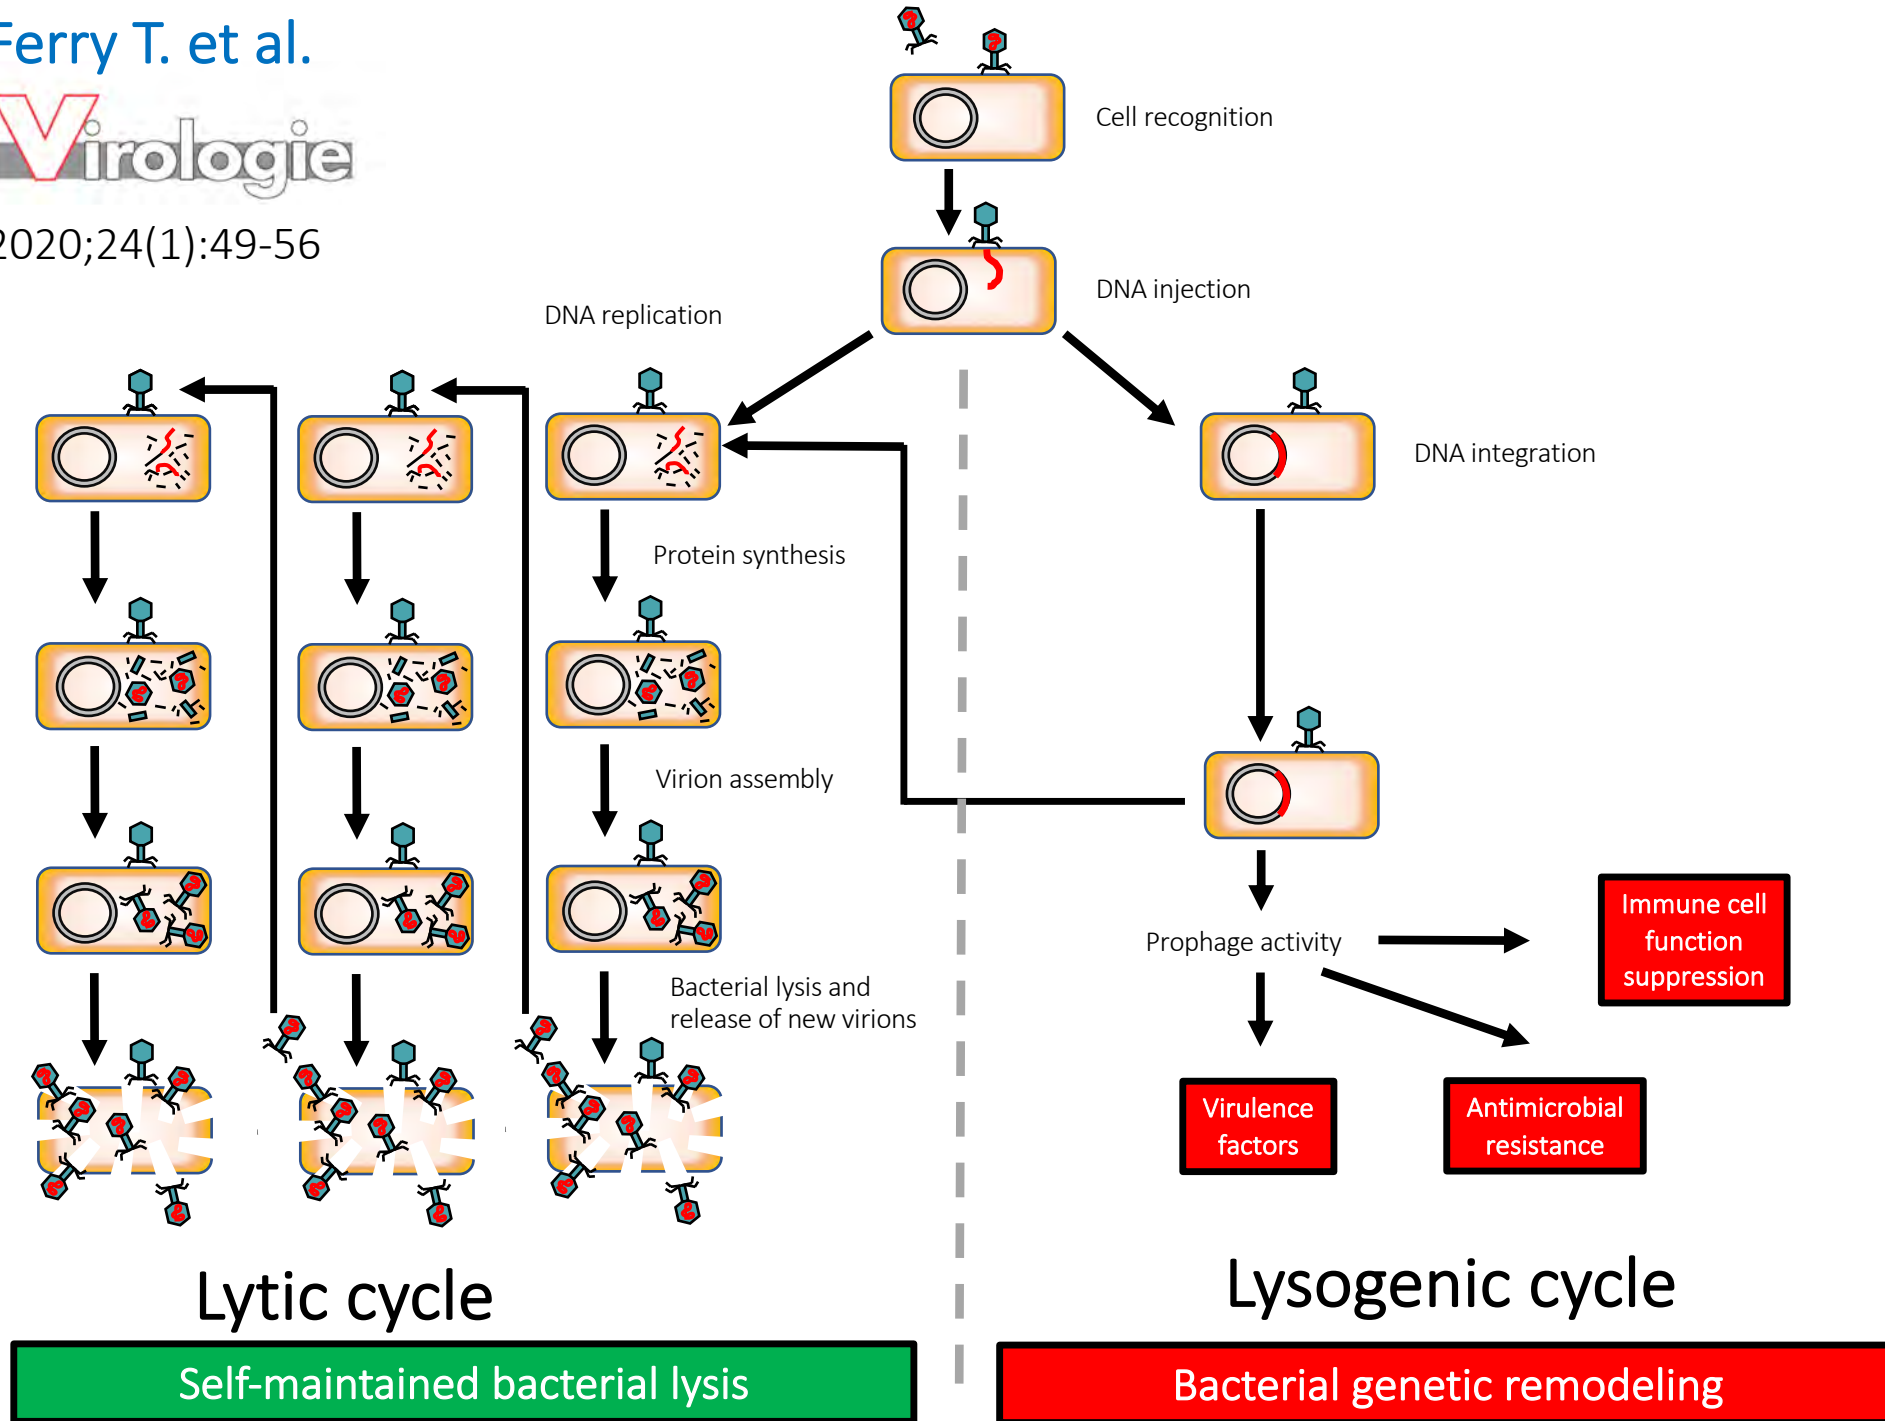 Ferry T. et al.
Virologie
2020;24(1):49-56
Cell recognition
DNA injection
DNA replication
DNA integration
Protein synthesis
Virion assembly
Bacterial lysis and
release of new virions
Prophage activity
Immune cell
function
suppression
Virulence
factors
Antimicrobial
resistance
Lytic cycle
Lysogenic cycle
Self-maintained bacterial lysis
Bacterial genetic remodeling